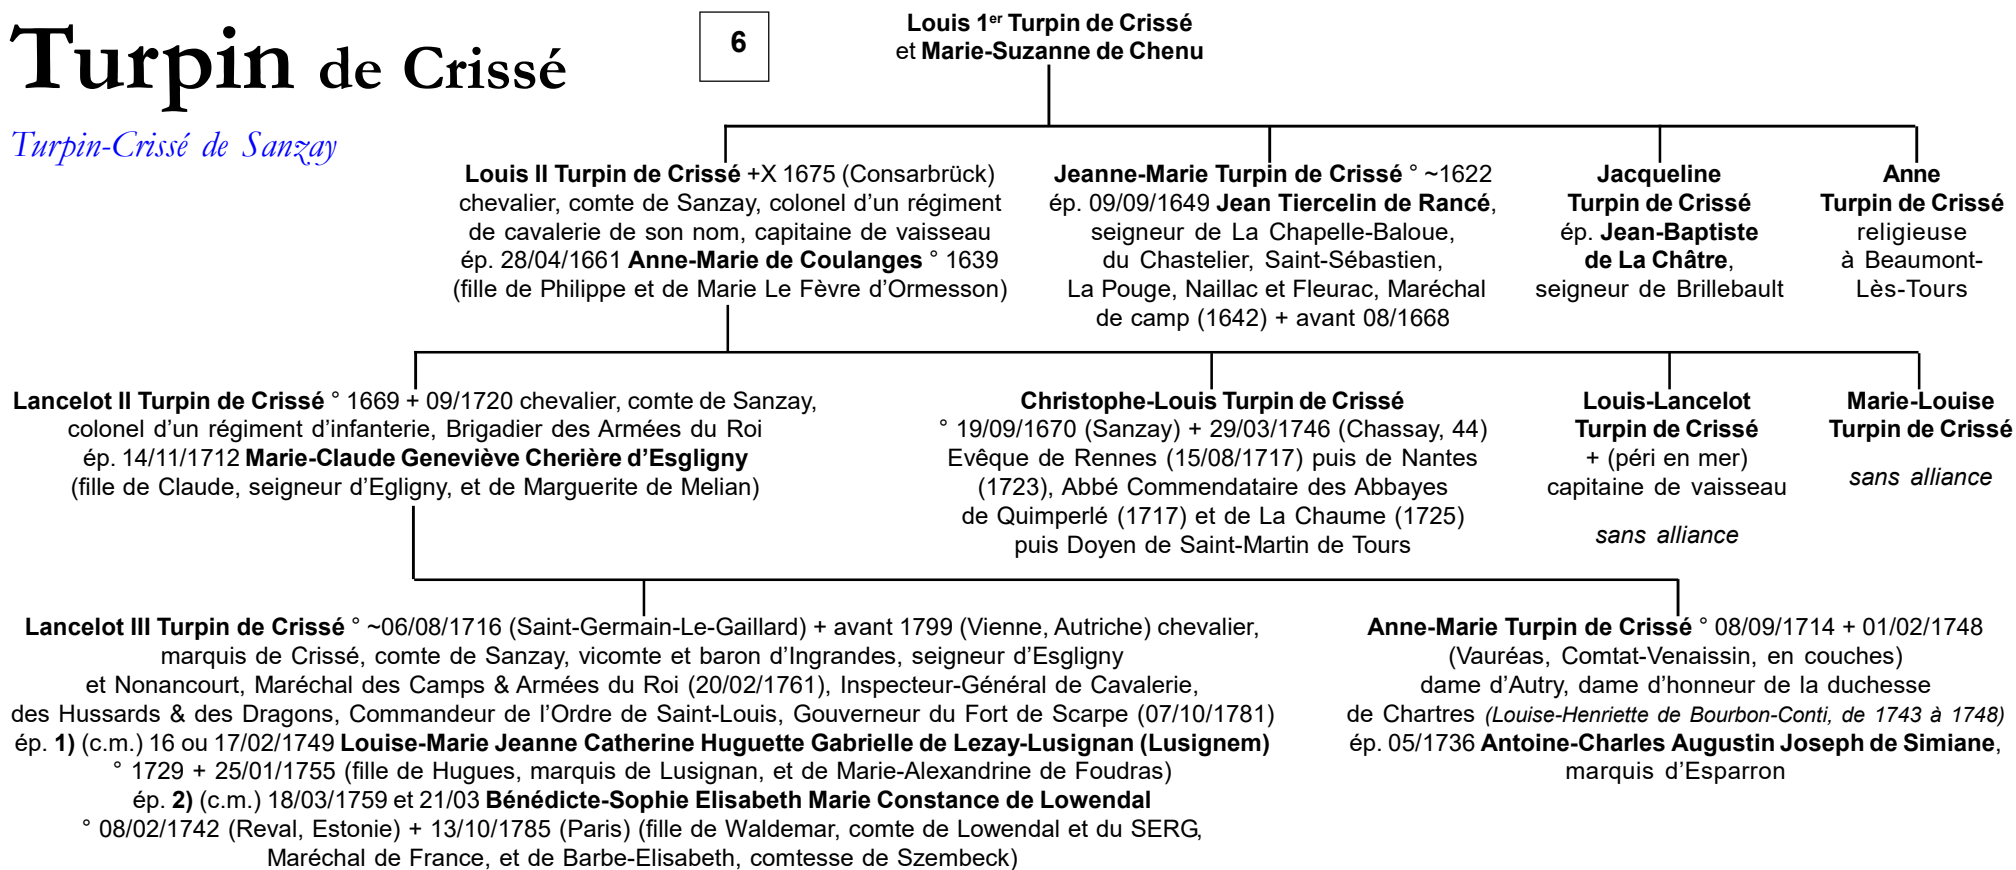 Turpin de Crissé
Turpin-Crissé de Sanzay
6
Louis 1er Turpin de Crissé
et Marie-Suzanne de Chenu
Louis II Turpin de Crissé +X 1675 (Consarbrück)
chevalier, comte de Sanzay, colonel d’un régiment
de cavalerie de son nom, capitaine de vaisseau
ép. 28/04/1661 Anne-Marie de Coulanges ° 1639
(fille de Philippe et de Marie Le Fèvre d’Ormesson)
Jeanne-Marie Turpin de Crissé ° ~1622
ép. 09/09/1649 Jean Tiercelin de Rancé,
seigneur de La Chapelle-Baloue,
du Chastelier, Saint-Sébastien,
La Pouge, Naillac et Fleurac, Maréchal
de camp (1642) + avant 08/1668
Jacqueline
Turpin de Crissé
ép. Jean-Baptiste
de La Châtre,
seigneur de Brillebault
Anne
Turpin de Crissé
religieuse
à Beaumont-
Lès-Tours
Lancelot II Turpin de Crissé ° 1669 + 09/1720 chevalier, comte de Sanzay,
colonel d’un régiment d’infanterie, Brigadier des Armées du Roi
ép. 14/11/1712 Marie-Claude Geneviève Cherière d’Esgligny
(fille de Claude, seigneur d’Egligny, et de Marguerite de Melian)
Christophe-Louis Turpin de Crissé
° 19/09/1670 (Sanzay) + 29/03/1746 (Chassay, 44)
Evêque de Rennes (15/08/1717) puis de Nantes
(1723), Abbé Commendataire des Abbayes
de Quimperlé (1717) et de La Chaume (1725)
puis Doyen de Saint-Martin de Tours
Louis-Lancelot
Turpin de Crissé
+ (péri en mer)
capitaine de vaisseau
sans alliance
Marie-Louise
Turpin de Crissé
sans alliance
Lancelot III Turpin de Crissé ° ~06/08/1716 (Saint-Germain-Le-Gaillard) + avant 1799 (Vienne, Autriche) chevalier,
marquis de Crissé, comte de Sanzay, vicomte et baron d’Ingrandes, seigneur d’Esgligny
et Nonancourt, Maréchal des Camps & Armées du Roi (20/02/1761), Inspecteur-Général de Cavalerie,
des Hussards & des Dragons, Commandeur de l’Ordre de Saint-Louis, Gouverneur du Fort de Scarpe (07/10/1781)
ép. 1) (c.m.) 16 ou 17/02/1749 Louise-Marie Jeanne Catherine Huguette Gabrielle de Lezay-Lusignan (Lusignem)
° 1729 + 25/01/1755 (fille de Hugues, marquis de Lusignan, et de Marie-Alexandrine de Foudras)
ép. 2) (c.m.) 18/03/1759 et 21/03 Bénédicte-Sophie Elisabeth Marie Constance de Lowendal
° 08/02/1742 (Reval, Estonie) + 13/10/1785 (Paris) (fille de Waldemar, comte de Lowendal et du SERG,
Maréchal de France, et de Barbe-Elisabeth, comtesse de Szembeck)
Anne-Marie Turpin de Crissé ° 08/09/1714 + 01/02/1748
(Vauréas, Comtat-Venaissin, en couches)
dame d’Autry, dame d’honneur de la duchesse
de Chartres (Louise-Henriette de Bourbon-Conti, de 1743 à 1748)
ép. 05/1736 Antoine-Charles Augustin Joseph de Simiane,
marquis d’Esparron